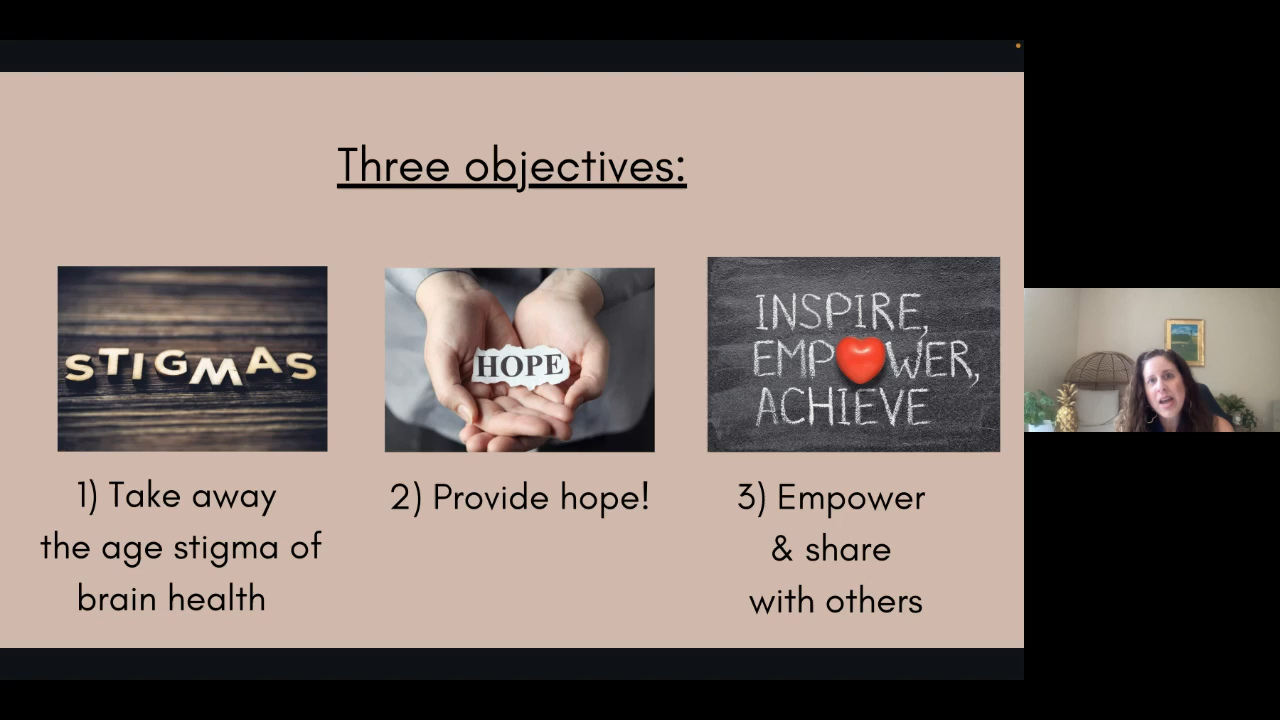 Three objectives:
STIGMAS
HOPE
INSPIRE,
EMPOWER,
ACHIEVE
1) Take away
the age stigma of
brain health
2) Provide hope!
3) Empower
& share
with others